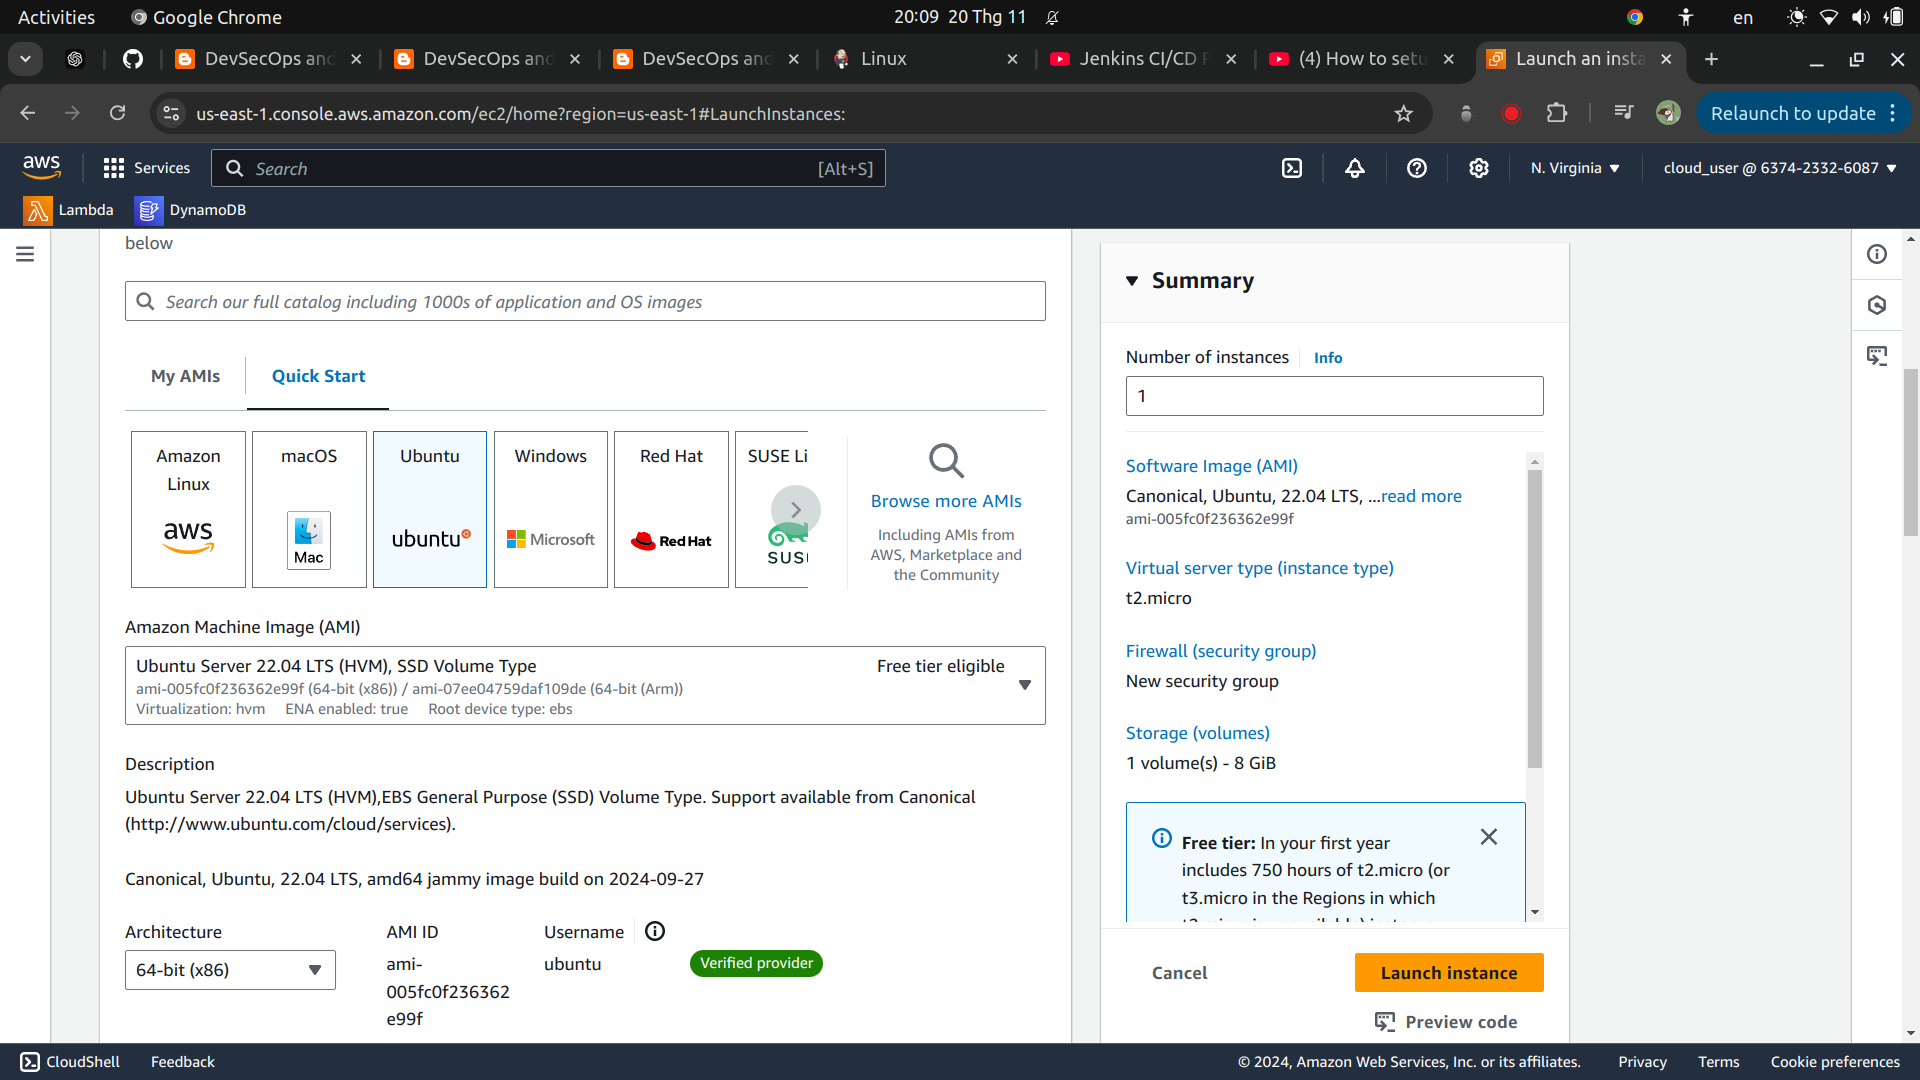 Activities
Google Chrome
20:09 20 Thg 11
en
DevSecOps and
DevSecOps and
DevSecOps and
Linux
Jenkins CI/CD P
(4) How to setu
Launch an insta
us-east-1.console.aws.amazon.com/ec2/home?region=us-east-1#LaunchInstances:
Relaunch to update
aws
Services
Search
[Alt+S]
N. Virginia
cloud_user @ 6374-2332-6087
Lambda
DynamoDB
below
Search our full catalog including 1000s of application and OS images
My AMIs
Quick Start
Amazon
Linux
aws
macOS
Mac
Ubuntu
ubuntu
Windows
Microsoft
Red Hat
Red Hat
SUSE Li
SUS
Browse more AMIs
Including AMIs from
AWS, Marketplace and
the Community
Amazon Machine Image (AMI)
Ubuntu Server 22.04 LTS (HVM), SSD Volume Type
Free tier eligible
ami-005fc0f236362e99f (64-bit (x86)) / ami-07ee04759daf109de (64-bit (Arm))
Virtualization: hvm ENA enabled: true Root device type: ebs
Description
Ubuntu Server 22.04 LTS (HVM),EBS General Purpose (SSD) Volume Type. Support available from Canonical
(http://www.ubuntu.com/cloud/services).
Canonical, Ubuntu, 22.04 LTS, amd64 jammy image build on 2024-09-27
Architecture
64-bit (x86)
AMI ID
ami-
005fc0f236362
e99f
Username
ubuntu
Verified provider
Summary
Number of instances
Info
1
Software Image (AMI)
Canonical, Ubuntu, 22.04 LTS, ...read more
ami-005fc0f236362e99f
Virtual server type (instance type)
t2.micro
Firewall (security group)
New security group
Storage (volumes)
1 volume(s) - 8 GiB
Free tier: In your first year
includes 750 hours of t2.micro (or
t3.micro in the Regions in which
Cancel
Launch instance
Preview code
CloudShell
Feedback
© 2024, Amazon Web Services, Inc. or its affiliates.
Privacy
Terms
Cookie preferences